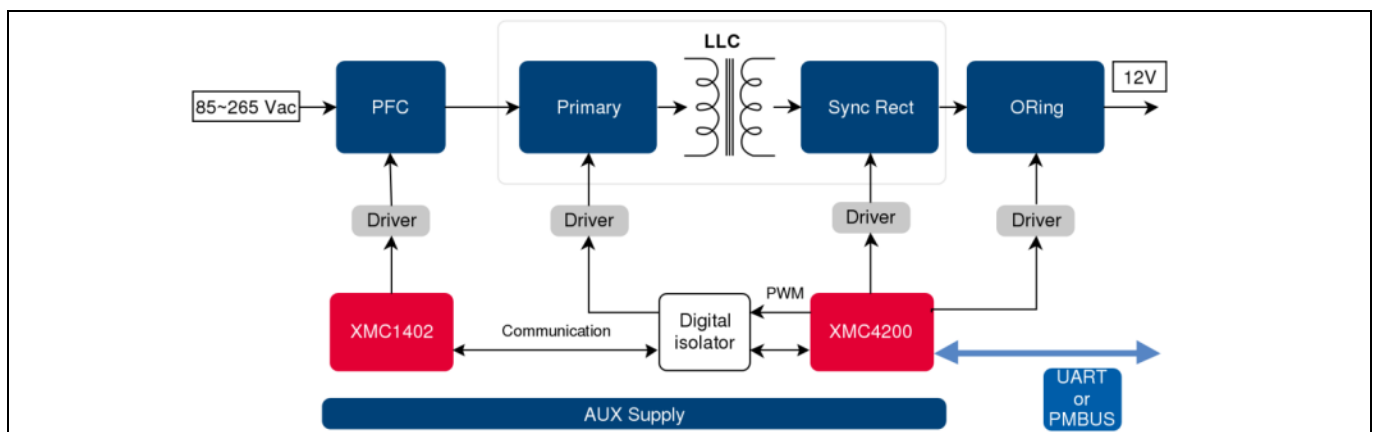 LLC
85~265 Vac
PFC
Primary
Sync Rect
ORing
12V
Driver
Driver
Driver
Driver
XMC1402
Communication
Digital
isolator
PWM
XMC4200
UART
or
PMBUS
AUX Supply